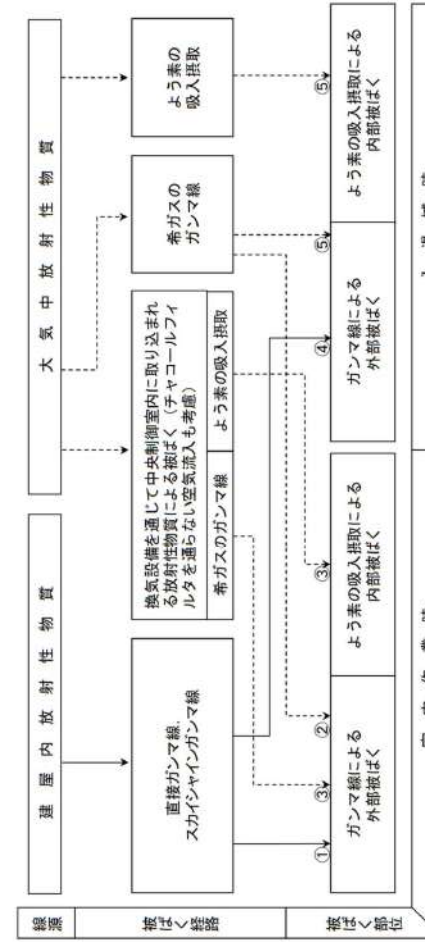 線源
建屋内放射性物質
大気中放射性物質
被ばく経路
直接ガンマ線,
スカイシャインガンマ線
換気設備を通じて中央制御室内に取り込まれ
る放射性物質による被ばく（チャコールフィ
ルタを通らない空気流入も考慮）
希ガスのガンマ線
よう素の吸入摂取
希ガスの
ガンマ線
よう素の
吸入摂取
被ばく部位
①
③
②
③
④
⑤
⑤
ガンマ線による
外部被ばく
よう素の吸入摂取による
内部被ばく
ガンマ線による
外部被ばく
よう素の吸入摂取による
内部被ばく